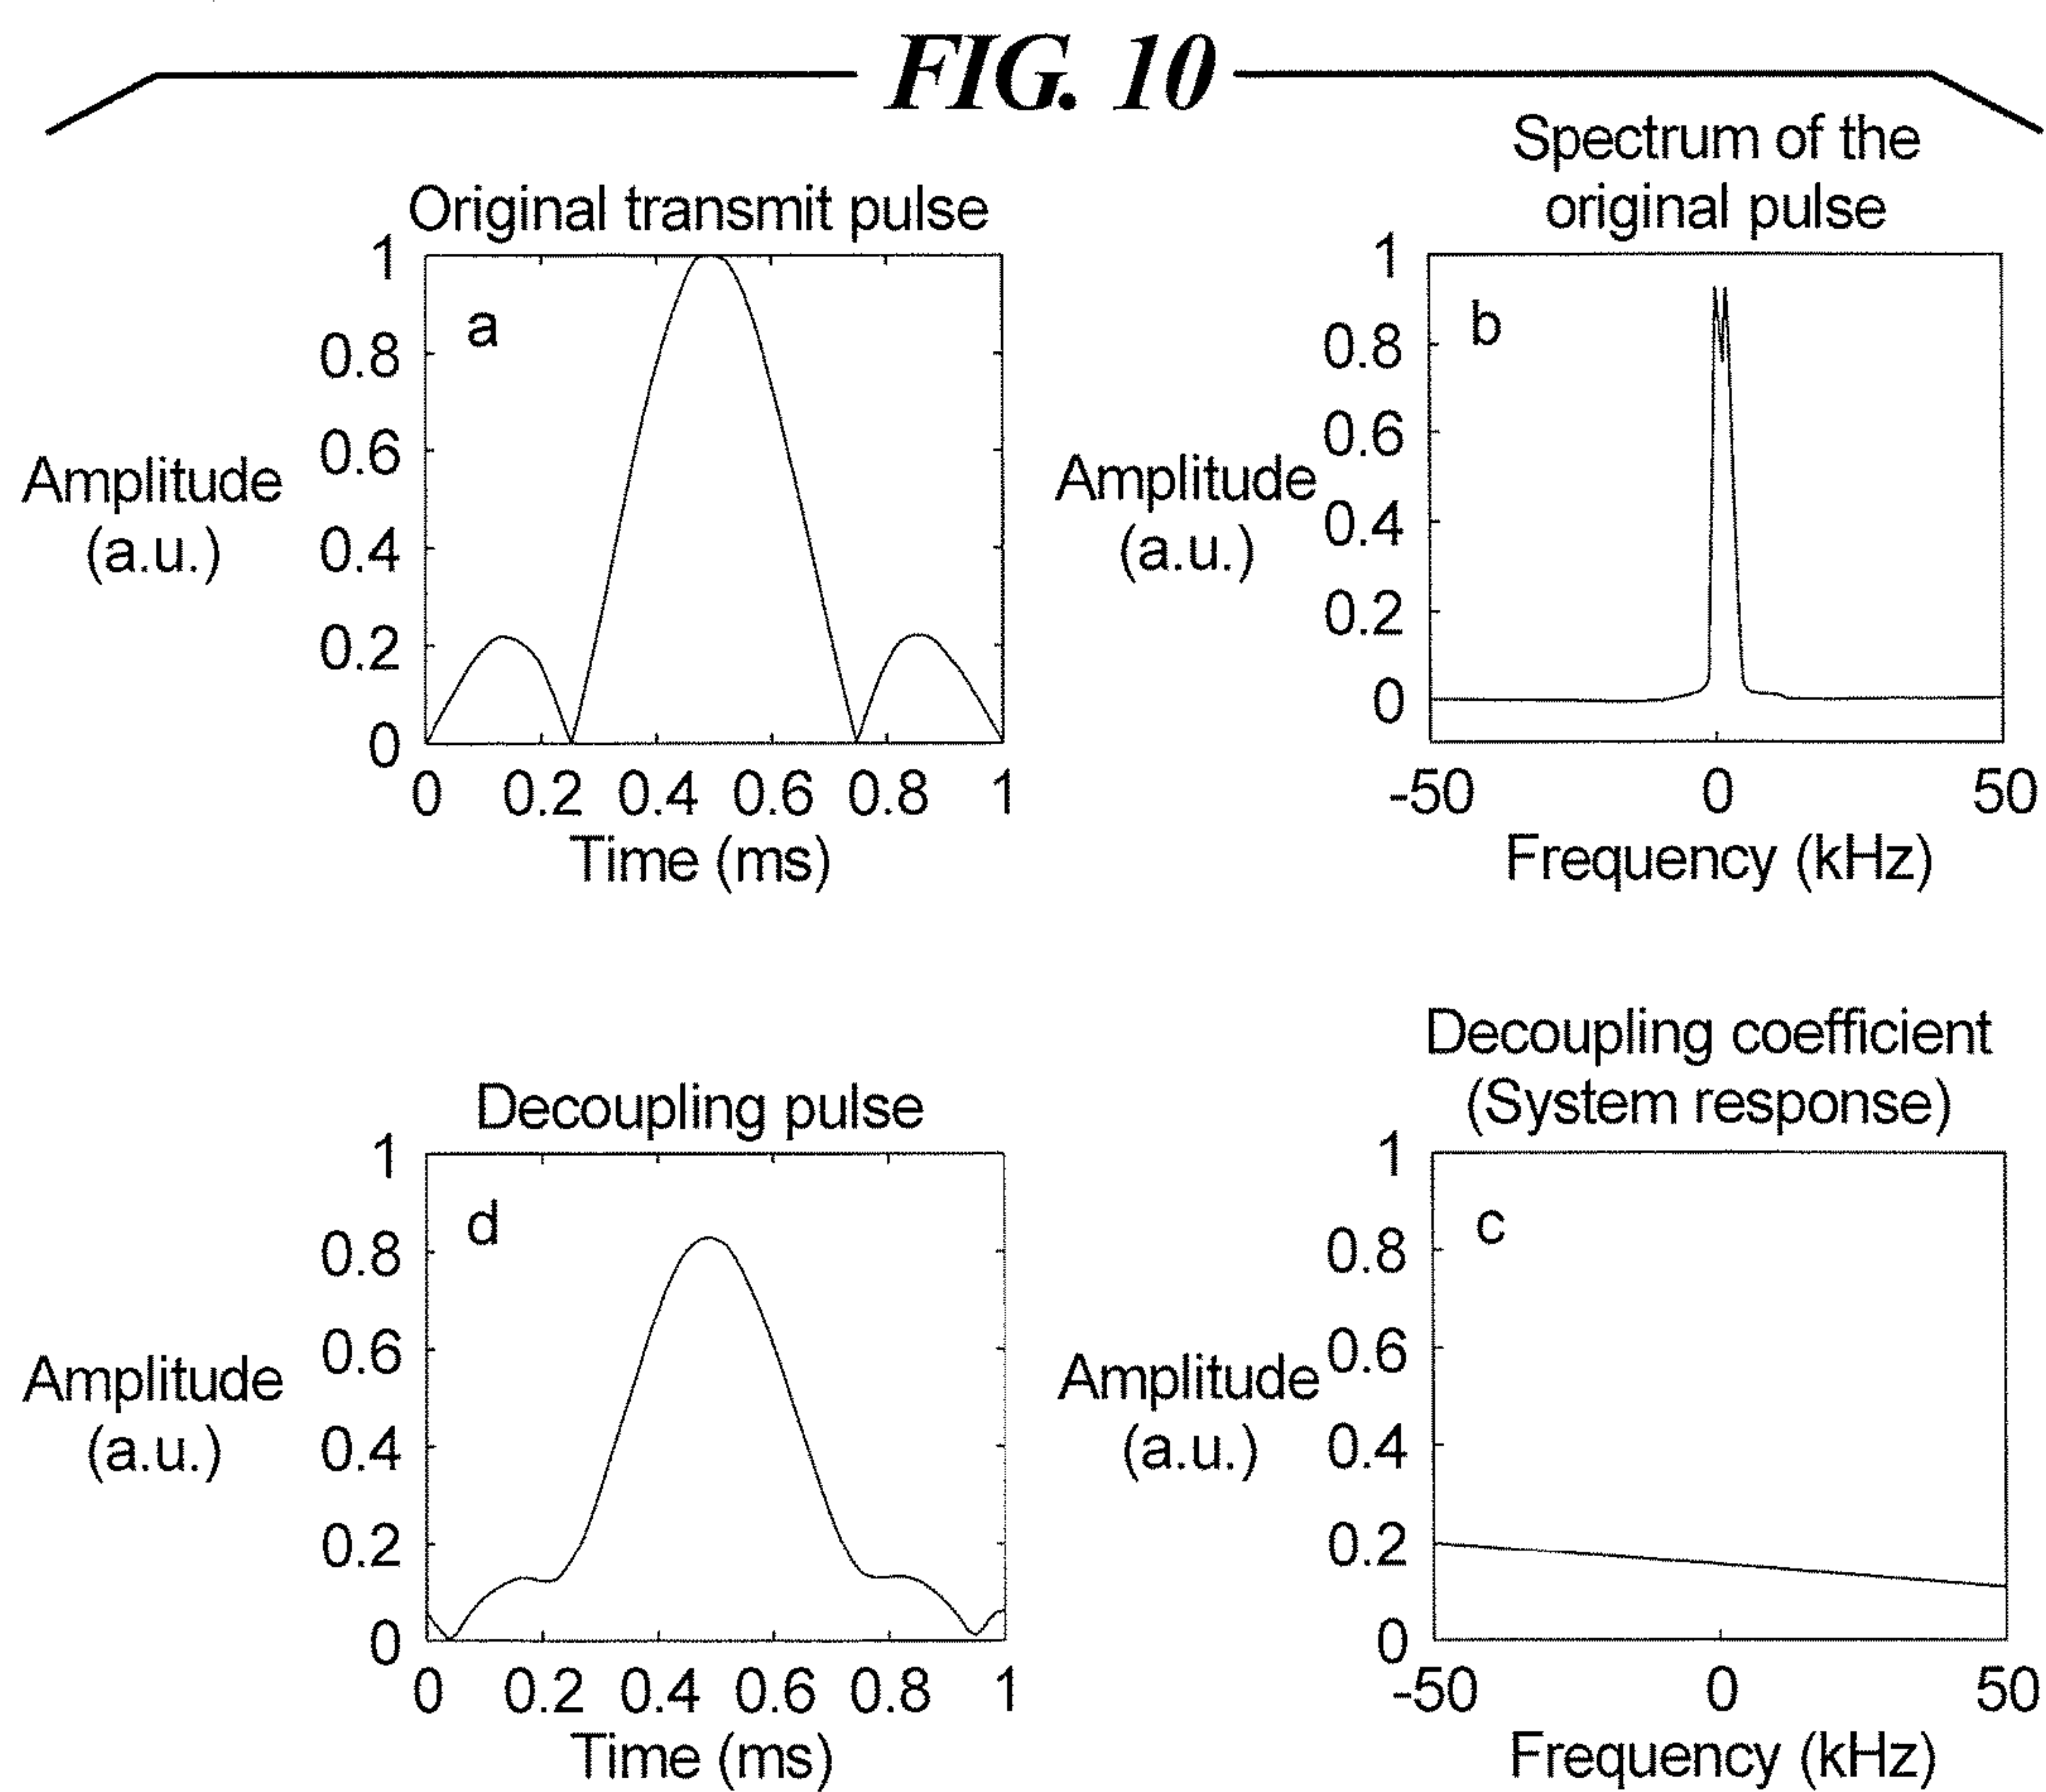 FIG. 10
Original transmit pulse
a
1
0.8
0.6
0.4
0.2
0
Amplitude
(a.u.)
0 0.2 0.4 0.6 0.8 1
Time (ms)
Spectrum of the
original pulse
b
1
0.8
0.6
0.4
0.2
0
Amplitude
(a.u.)
-50 0 50
Frequency (kHz)
Decoupling pulse
d
1
0.8
0.6
0.4
0.2
0
Amplitude
(a.u.)
0 0.2 0.4 0.6 0.8 1
Time (ms)
Decoupling coefficient
(System response)
c
1
0.8
0.6
0.4
0.2
0
Amplitude
(a.u.)
-50 0 50
Frequency (kHz)